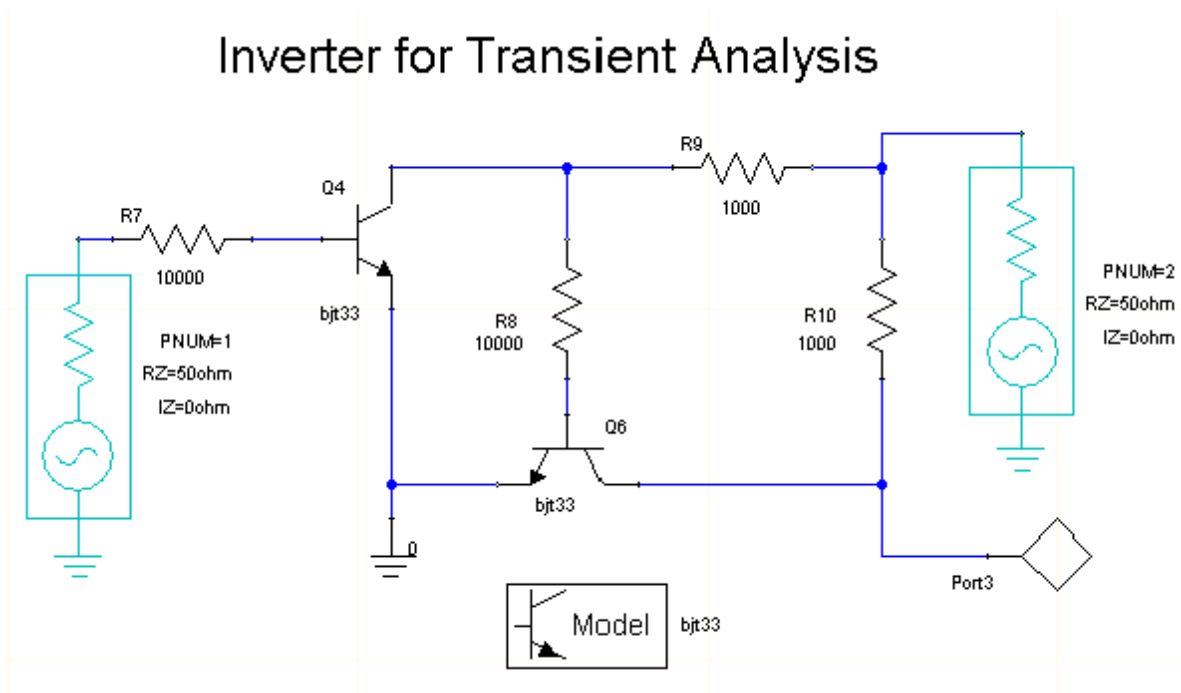 Inverter for Transient Analysis
R9
1000
Q4
R7
10000
bjt33
PNUM=1
RZ=50ohm
IZ=0ohm
R8
10000
R10
1000
PNUM=2
RZ=50ohm
IZ=0ohm
Q6
bjt33
0
Port3
Model
bjt33